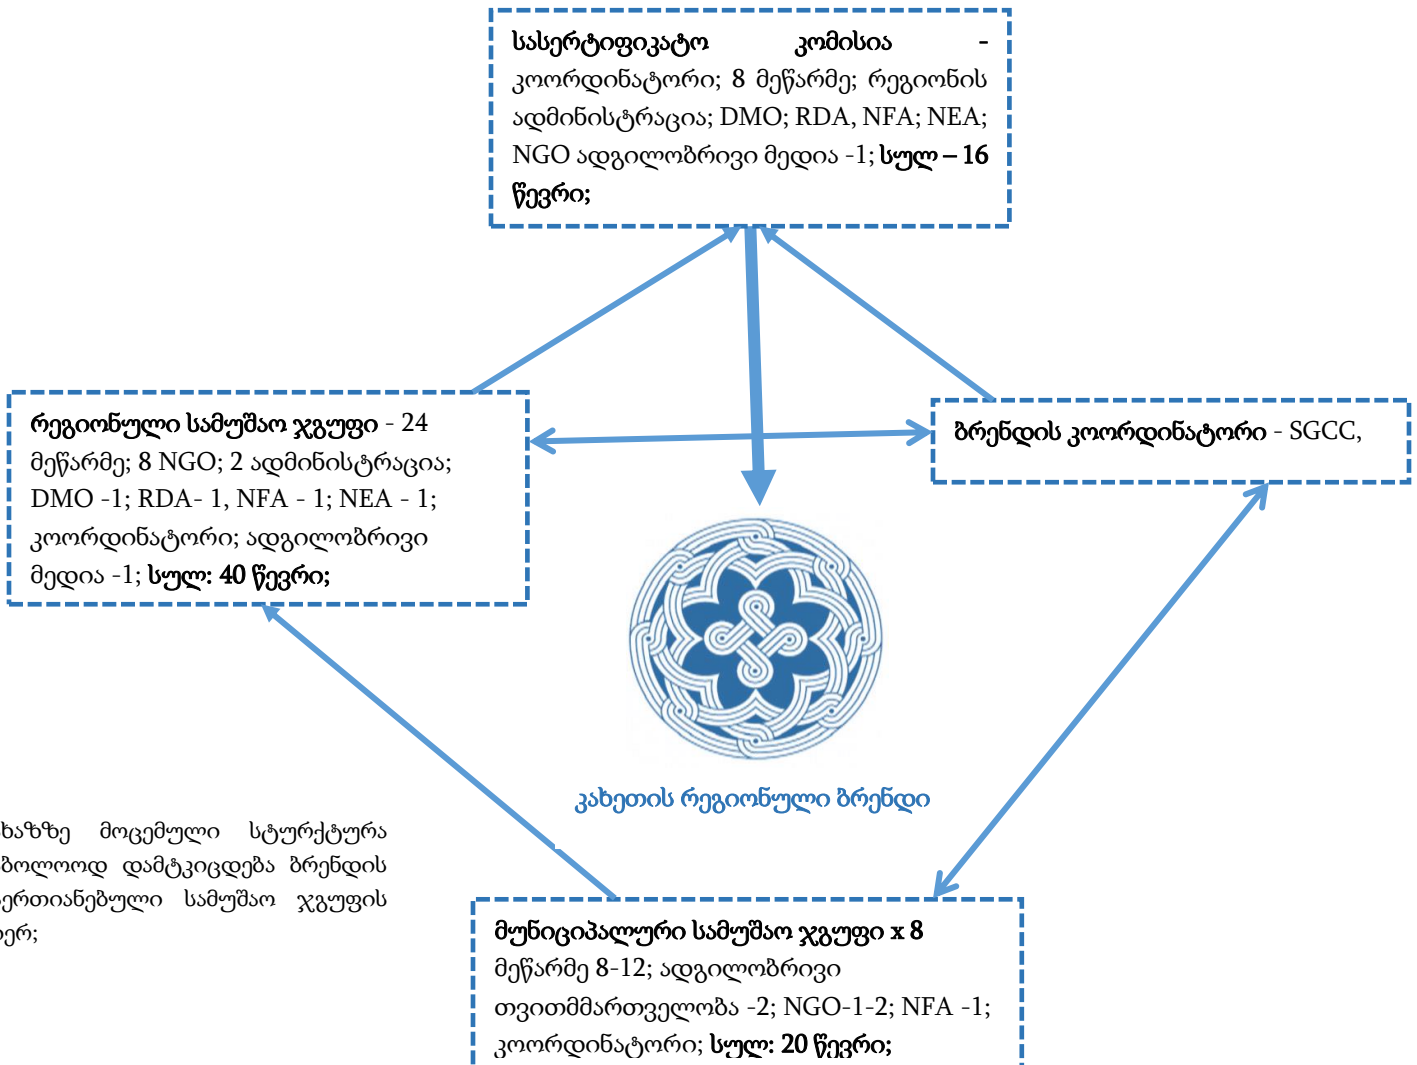 სასერტიფიკატო კომისია -
კოორდინატორი; 8 მეწარმე; რეგიონის
ადმინისტრაცია; DMO; RDA, NFA; NEA;
NGO ადგილობრივი მედია -1; სულ – 16
წევრი;
რეგიონული სამუშაო ჯგუფი - 24
მეწარმე; 8 NGO; 2 ადმინისტრაცია;
DMO -1; RDA- 1, NFA - 1; NEA - 1;
კოორდინატორი; ადგილობრივი
მედია -1; სულ: 40 წევრი;
ბრენდის კოორდინატორი - SGCC,
კახეთის რეგიონული ბრენდი
მოცემული სტურქტურა
დამტკიცდება ბრენდის
სამუშაო ჯგუფის
მუნიციპალური სამუშაო ჯგუფი x 8
მეწარმე 8-12; ადგილობრივი
თვითმმართველობა -2; NGO-1-2; NFA -1;
კოორდინატორი; სულ: 20 წევრი;